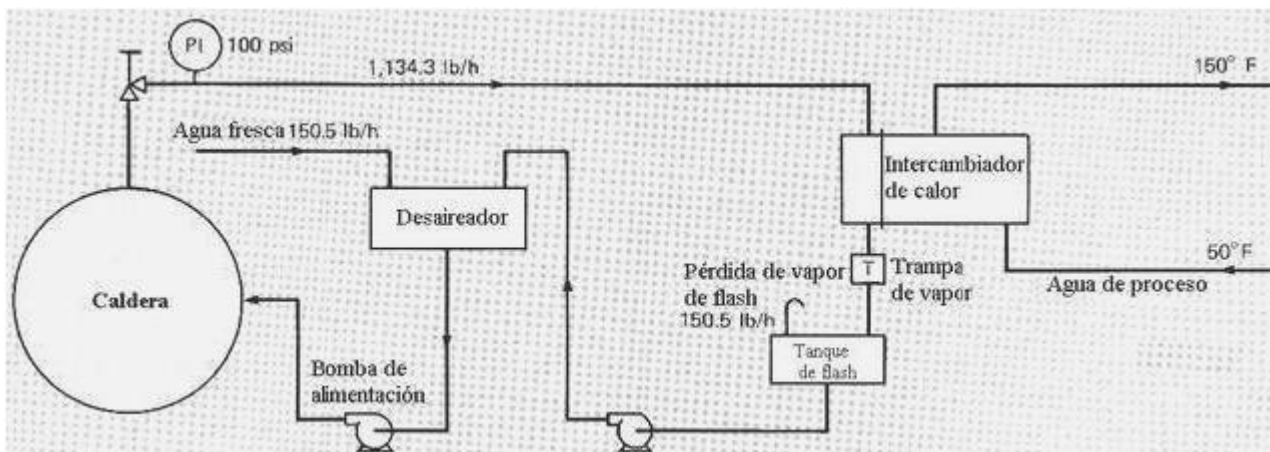 PI 100 psi
1,134.3 lb/h
150° F
Agua fresca 150.5 lb/h
Intercambiador
de calor
Desaireador
50°F
Pérdida de vapor
de flash
150.5 lb/h
T
Trampa
de vapor
Agua de proceso
Caldera
Tanque
de flash
Bomba de
alimentación